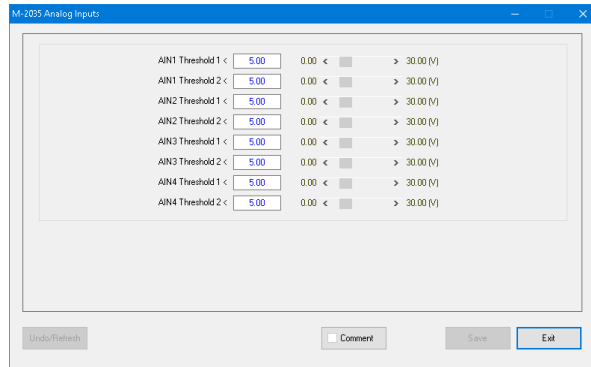 M-2035 Analog Inputs
AIN1 Threshold 1 < 5.00 0.00 < > 30.00 (V)
AIN1 Threshold 2 < 5.00 0.00 < > 30.00 (V)
AIN2 Threshold 1 < 5.00 0.00 < > 30.00 (V)
AIN2 Threshold 2 < 5.00 0.00 < > 30.00 (V)
AIN3 Threshold 1 < 5.00 0.00 < > 30.00 (V)
AIN3 Threshold 2 < 5.00 0.00 < > 30.00 (V)
AIN4 Threshold 1 < 5.00 0.00 < > 30.00 (V)
AIN4 Threshold 2 < 5.00 0.00 < > 30.00 (V)
Undo/Refresh Comment Save Exit